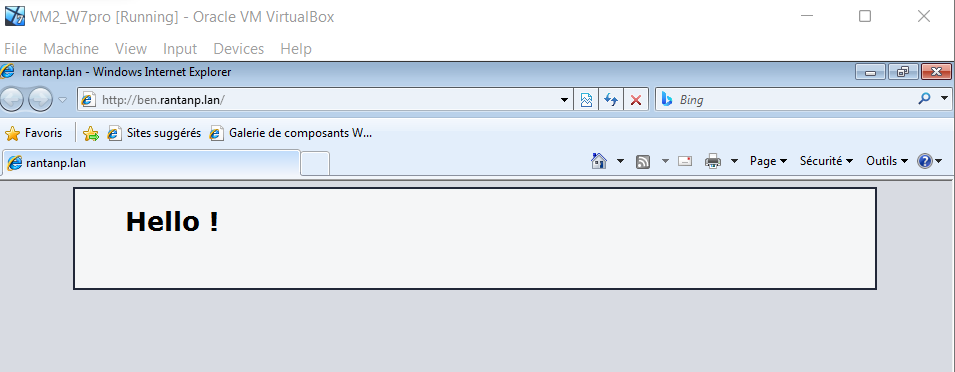 VM2_W7pro [Running] - Oracle VM VirtualBox
File Machine View Input Devices Help
rantanp.lan - Windows Internet Explorer
http://ben.rantanp.lan/ Bing
Favoris Sites suggérés Galerie de composants W...
rantanp.lan Page Sécurité Outils
Hello !